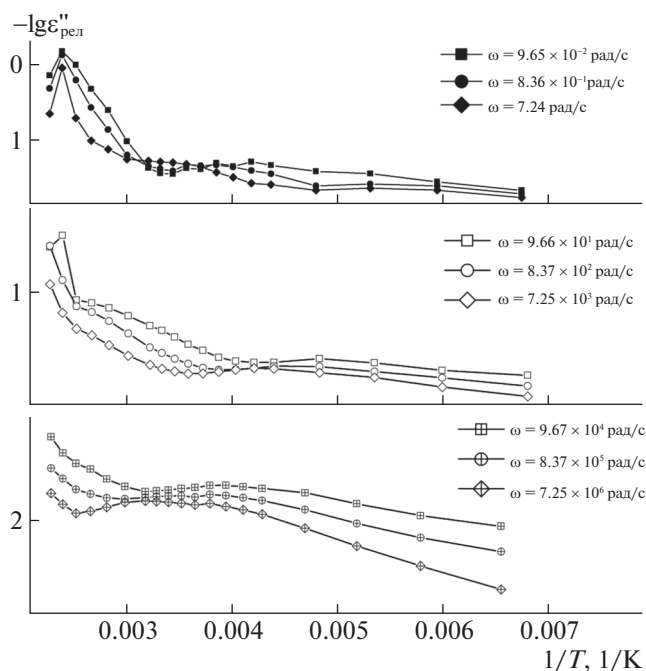 −lgε″рел
0
ω = 9.65 × 10⁻² рад/с
ω = 8.36 × 10⁻¹рад/с
ω = 7.24 рад/с
1
ω = 9.66 × 10¹ рад/с
ω = 8.37 × 10² рад/с
1
ω = 7.25 × 10³ рад/с
ω = 9.67 × 10⁴ рад/с
ω = 8.37 × 10⁵ рад/с
ω = 7.25 × 10⁶ рад/с
2
0.003 0.004 0.005 0.006 0.007
1/T, 1/K